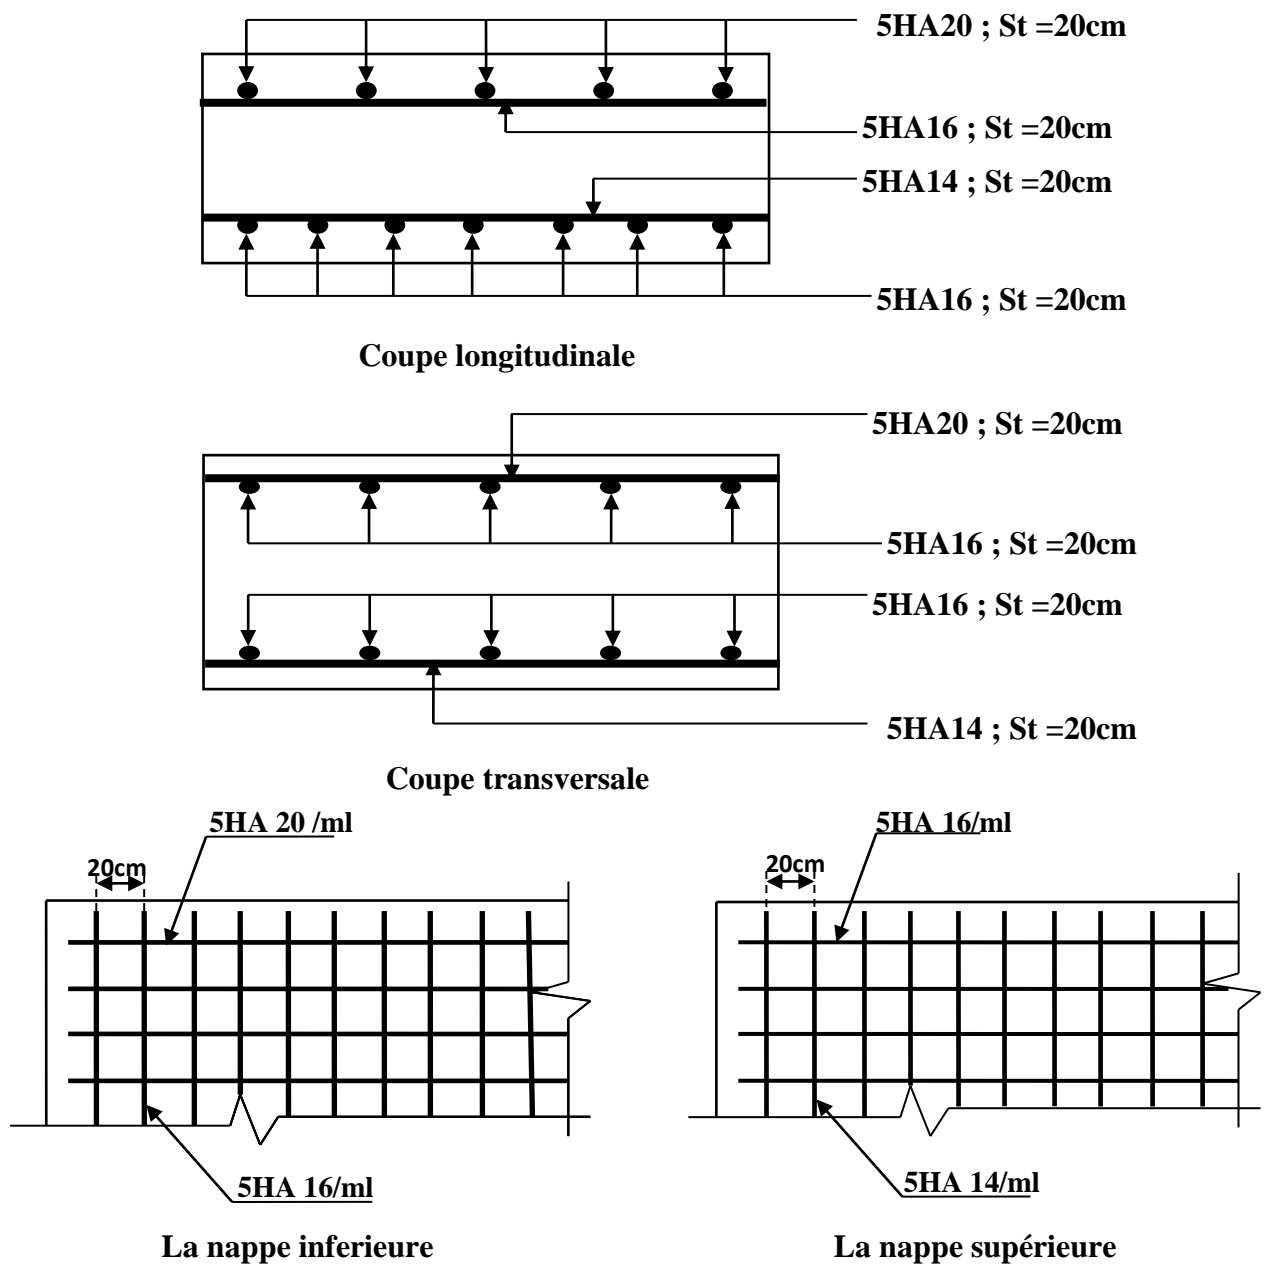 5HA20 ; St =20cm
5HA16 ; St =20cm
5HA14 ; St =20cm
5HA16 ; St =20cm
Coupe longitudinale
5HA20 ; St =20cm
5HA16 ; St =20cm
5HA16 ; St =20cm
5HA14 ; St =20cm
Coupe transversale
5HA 20 /ml
20cm
5HA 16/ml
La nappe inferieure
5HA 16/ml
20cm
5HA 14/ml
La nappe supérieure